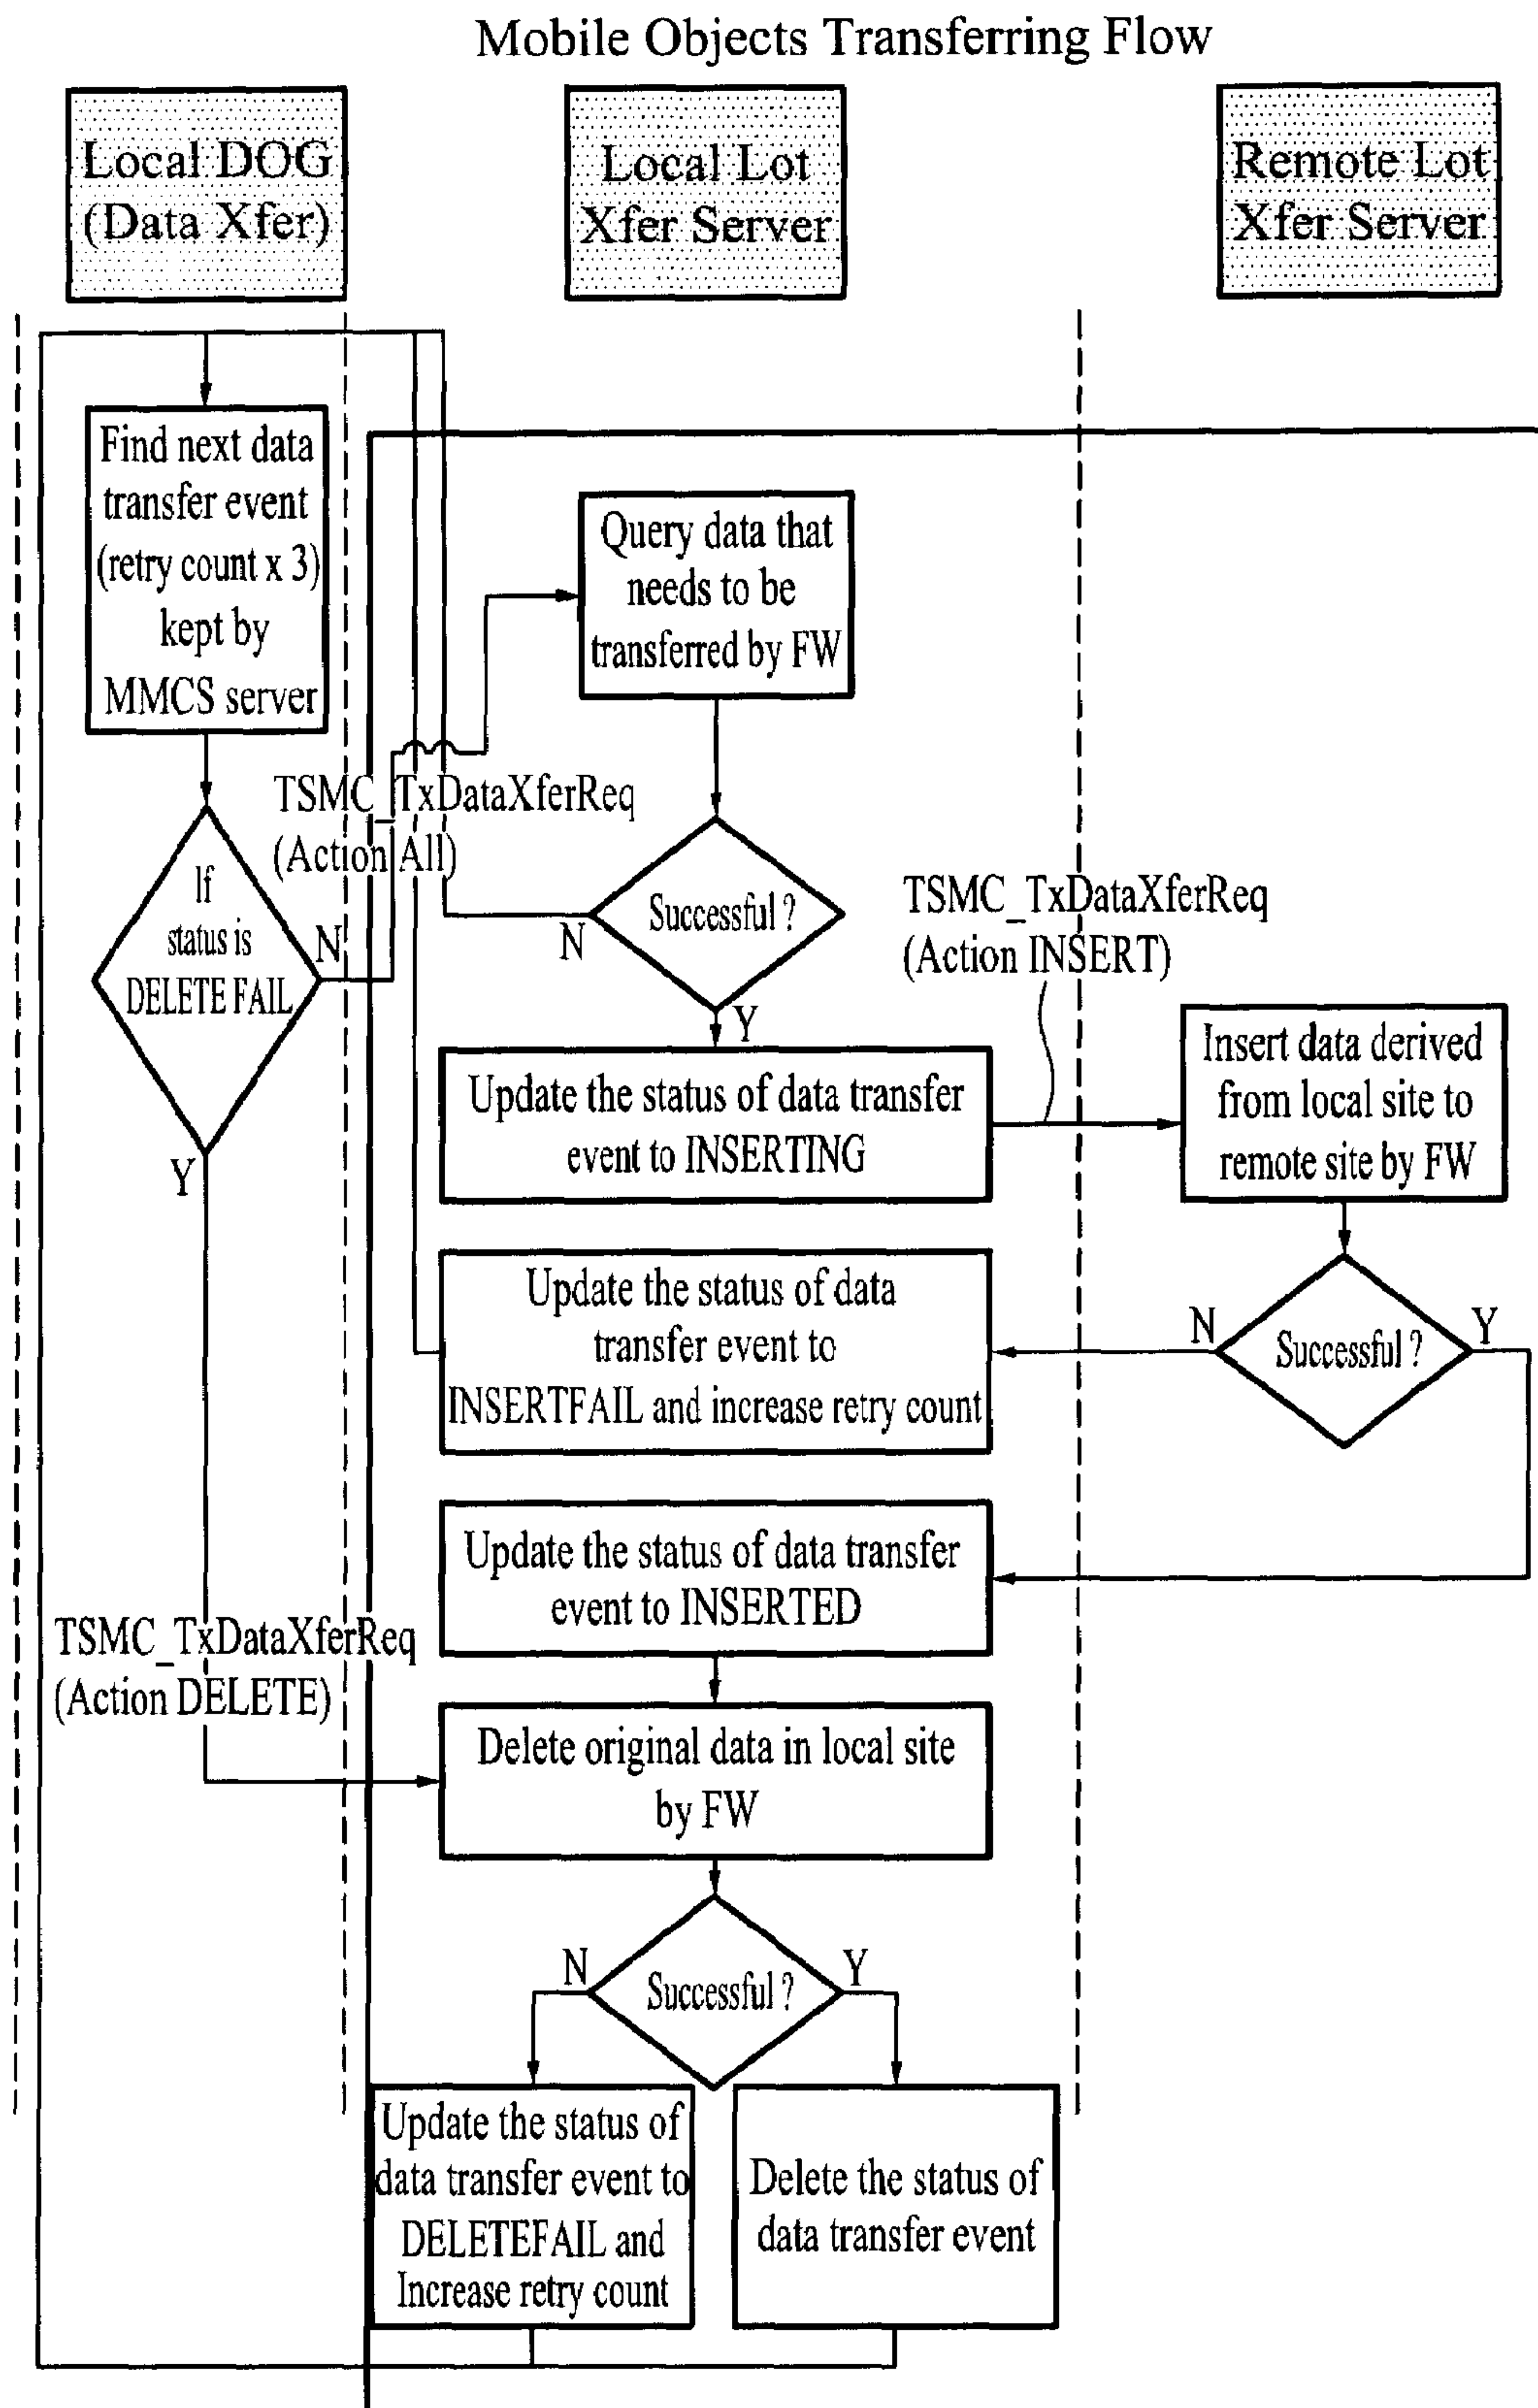 Mobile Objects Transferring Flow
Local DOG
(Data Xfer)
Local Lot
Xfer Server
Remote Lot
Xfer Server
Find next data
transfer event
(retry count x 3)
kept by
MMCS server
Query data that
needs to be
transferred by FW
TSMC_TxDataXferReq
(Action All)
If
status is
DELETE FAIL
N
Y
Successful ?
N
Y
TSMC_TxDataXferReq
(Action INSERT)
Update the status of data transfer
event to INSERTING
Insert data derived
from local site to
remote site by FW
Successful ?
N
Y
Update the status of data
transfer event to
INSERTFAIL and increase retry count
Update the status of data transfer
event to INSERTED
TSMC_TxDataXferReq
(Action DELETE)
Delete original data in local site
by FW
Successful ?
N
Y
Update the status of
data transfer event to
DELETEFAIL and
Increase retry count
Delete the status of
data transfer event